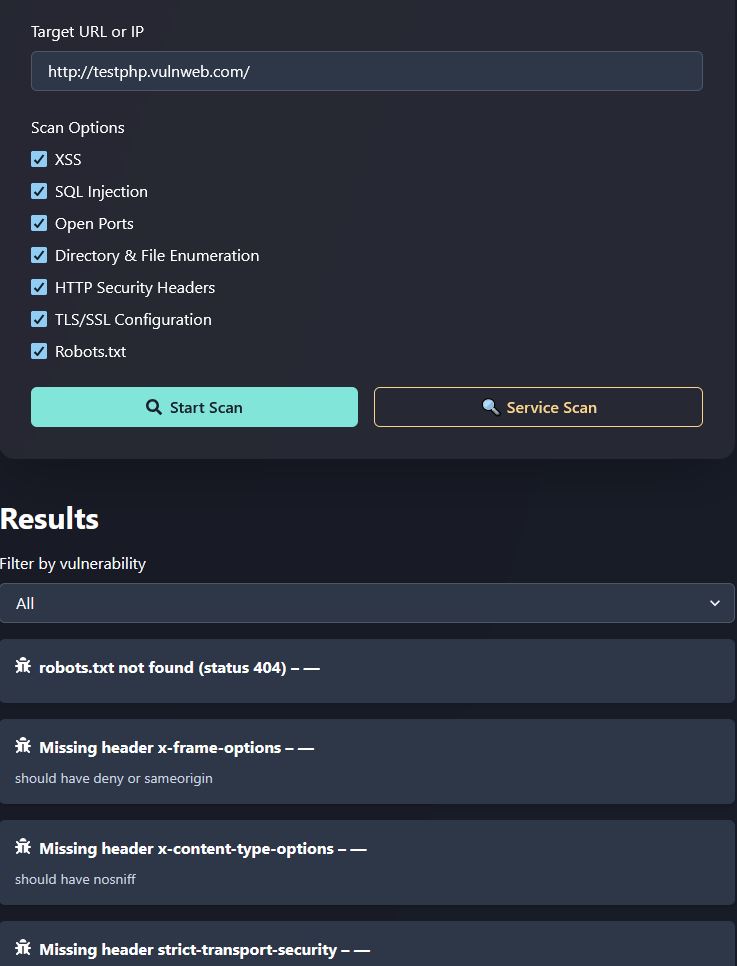 Target URL or IP
http://testphp.vulnweb.com/
Scan Options
XSS
SQL Injection
Open Ports
Directory & File Enumeration
HTTP Security Headers
TLS/SSL Configuration
Robots.txt
Start Scan
Service Scan
Results
Filter by vulnerability
All
robots.txt not found (status 404) – —
Missing header x-frame-options – —
should have deny or sameorigin
Missing header x-content-type-options – —
should have nosniff
Missing header strict-transport-security – —